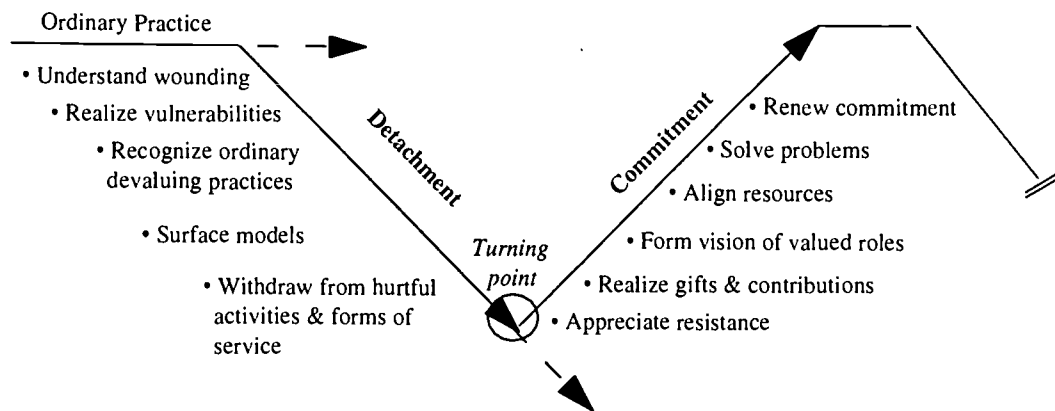 Ordinary Practice
• Understand wounding
• Realize vulnerabilities
• Recognize ordinary
devaluing practices
• Surface models
• Withdraw from hurtful
activities & forms of
service
Detachment
Turning
point
Commitment
• Renew commitment
• Solve problems
• Align resources
• Form vision of valued roles
• Realize gifts & contributions
• Appreciate resistance